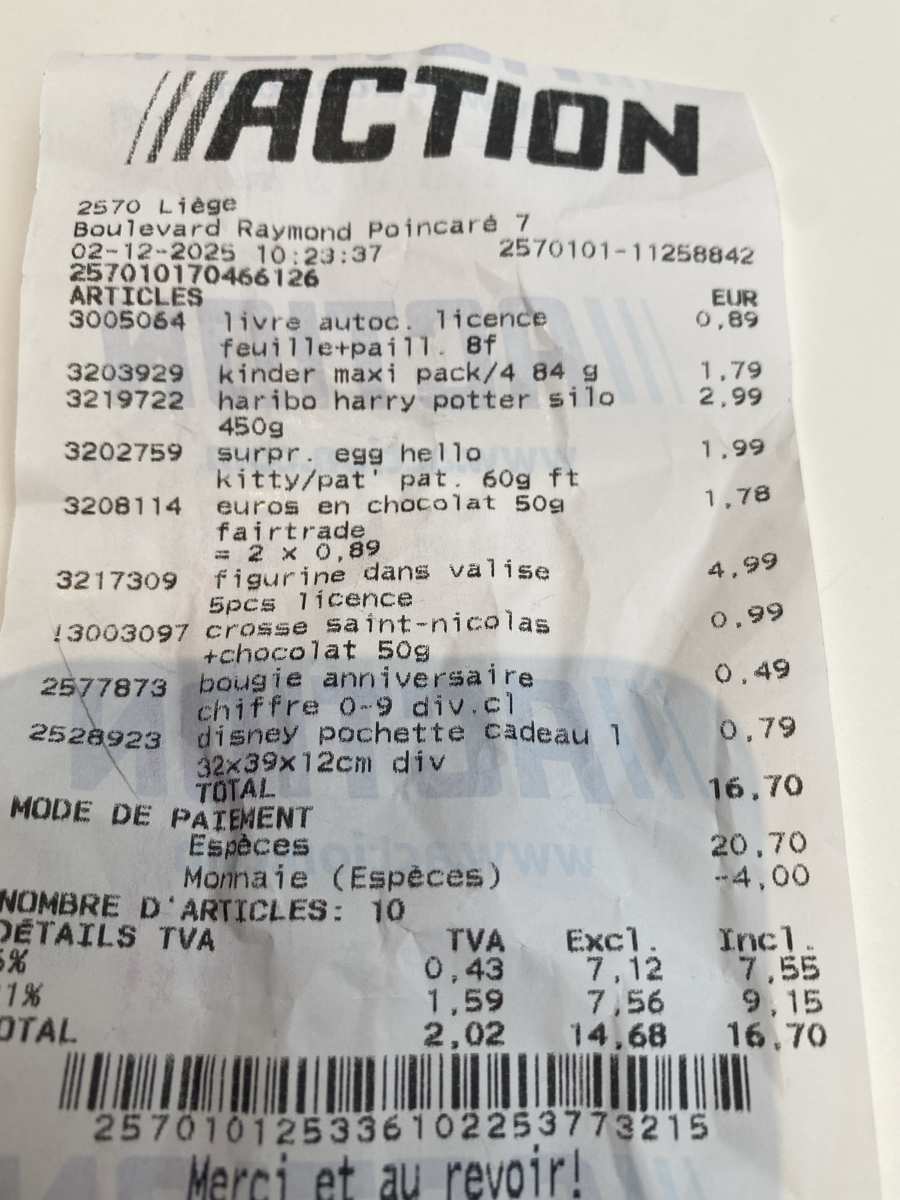 ACTION
2570 Liège
Boulevard Raymond Poincaré 7
02-12-2025 10:23:37 2570101-11258842
257010170466126
ARTICLES EUR
3005064 livre autoc. licence 0,89
feuille+paill. 8f
3203929 kinder maxi pack/4 84 g 1,79
3219722 haribo harry potter silo 2,99
450g
3202759 surpr. egg hello 1,99
kitty/pat' pat. 60g ft
3208114 euros en chocolat 50g 1,78
fairtrade
= 2 x 0,89
3217309 figurine dans valise 4,99
5pcs licence
!3003097 crosse saint-nicolas 0,99
+chocolat 50g
2577873 bougie anniversaire 0,49
chiffre 0-9 div.cl
2528923 disney pochette cadeau l 0,79
32x39x12cm div
TOTAL 16,70
MODE DE PAIEMENT
Espèces 20,70
Monnaie (Espèces) -4,00
NOMBRE D'ARTICLES: 10
DÉTAILS TVA TVA Excl. Incl.
6% 0,43 7,12 7,55
1% 1,59 7,56 9,15
OTAL 2,02 14,68 16,70
257010125336102253773215
Merci et au revoir!